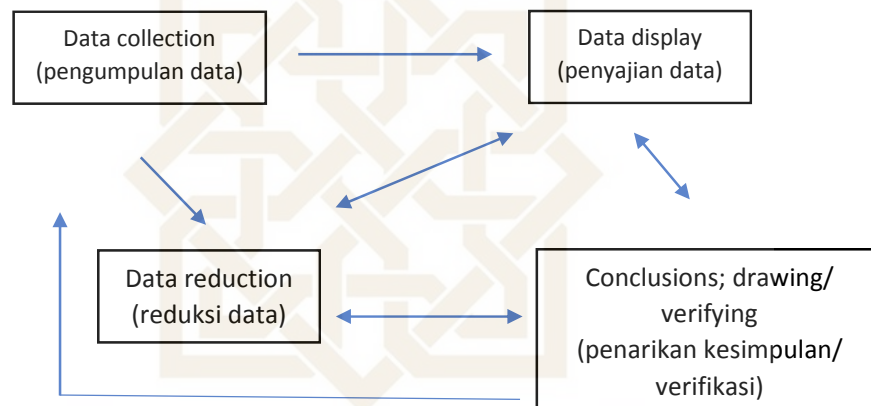 Data collection
(pengumpulan data)
Data display
(penyajian data)
Data reduction
(reduksi data)
Conclusions; drawing/
verifying
(penarikan kesimpulan/
verifikasi)